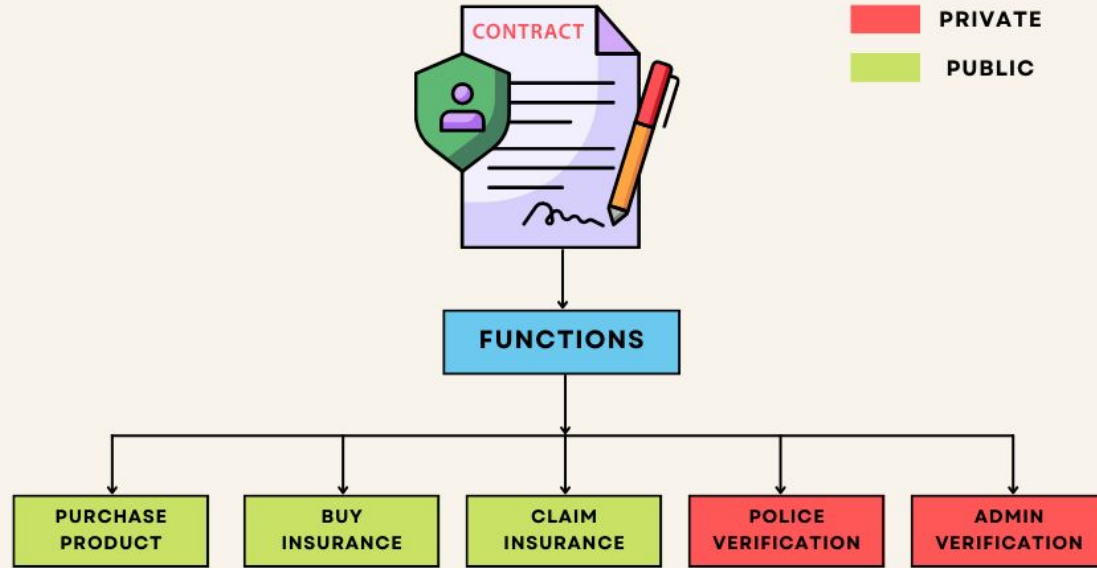 CONTRACT
PRIVATE
PUBLIC
FUNCTIONS
PURCHASE
PRODUCT
BUY
INSURANCE
CLAIM
INSURANCE
POLICE
VERIFICATION
ADMIN
VERIFICATION